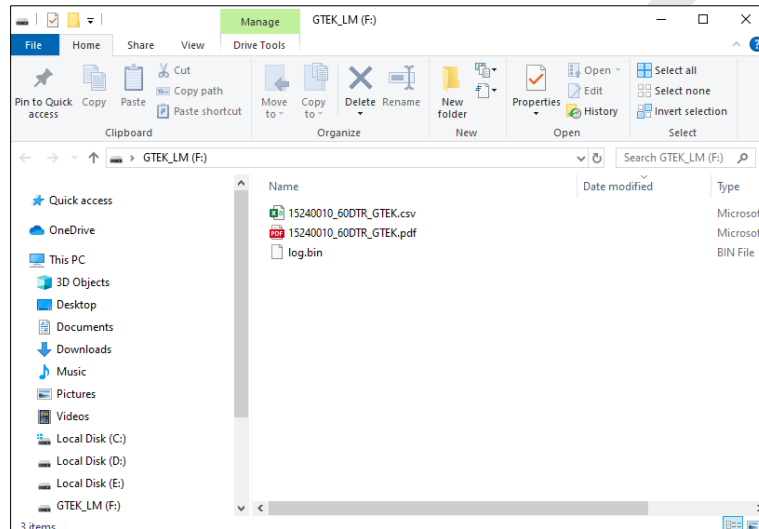 Manage GTEK_LM (F:)
File Home Share View Drive Tools
Pin to Quick access
Copy
Paste
Cut
Copy path
Paste shortcut
Clipboard
Move to
Copy to
Delete
Rename
Organize
New folder
New
Properties
Open
Edit
History
Open
Select all
Select none
Invert selection
Select
GTEK_LM (F:) Search GTEK_LM (F:)
Name Date modified Type
Quick access
OneDrive
This PC
3D Objects
Desktop
Documents
Downloads
Music
Pictures
Videos
Local Disk (C:)
Local Disk (D:)
Local Disk (E:)
GTEK_LM (F:)
15240010_60DTR_GTEK.csv Microsof
15240010_60DTR_GTEK.pdf Microsof
log.bin BIN File
3 items